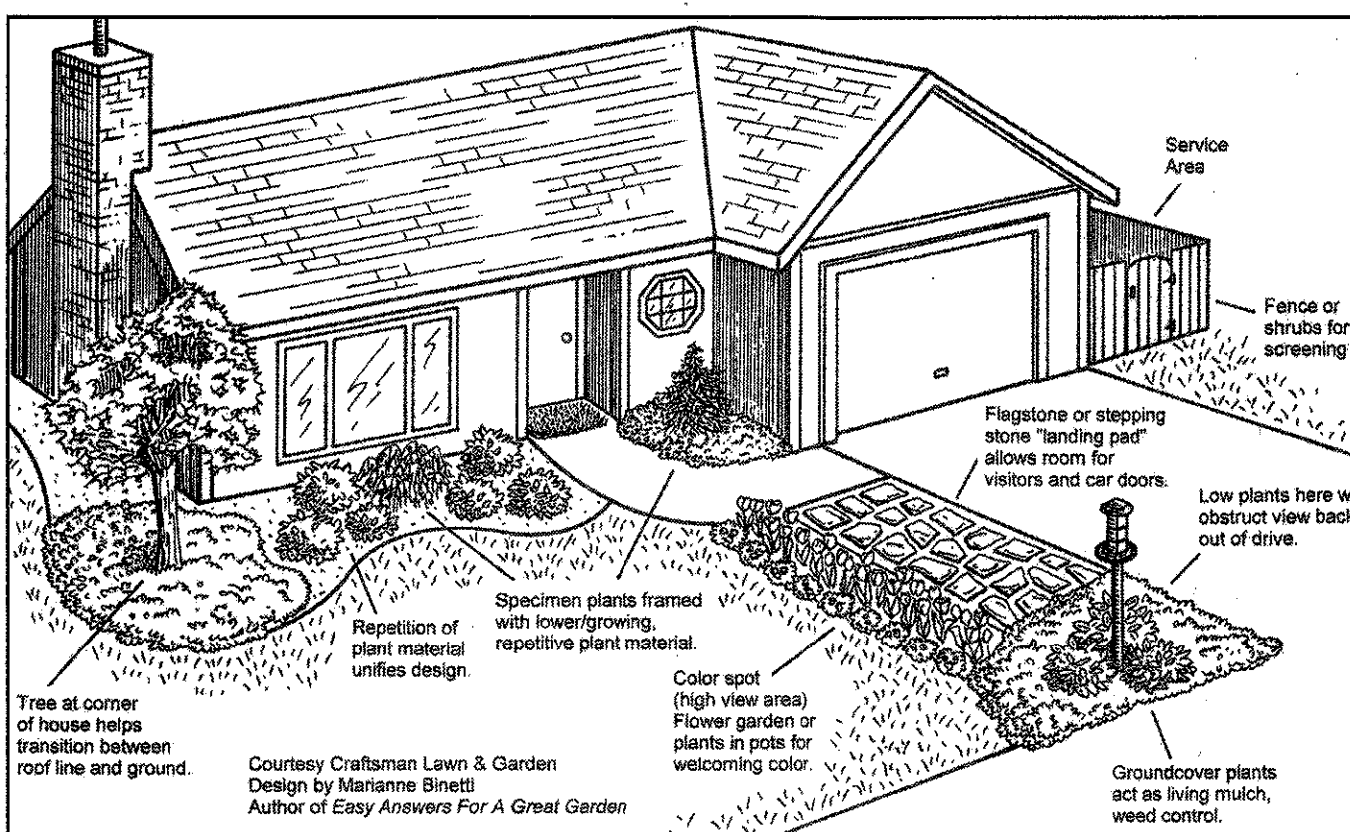 Service
Area
Fence or
shrubs for
screening
Flagstone or stepping
stone "landing pad"
allows room for
visitors and car doors.
Low plants here
obstruct view back
out of drive.
Specimen plants framed
with lower/growing,
repetitive plant material.
Repetition of
plant material
unifies design.
Color spot
(high view area)
Flower garden or
plants in pots for
welcoming color.
Tree at corner
of house helps
transition between
roof line and ground.
Courtesy Craftsman Lawn & Garden
Design by Marianne Binetti
Author of Easy Answers For A Great Garden
Groundcover plants
act as living mulch,
weed control.